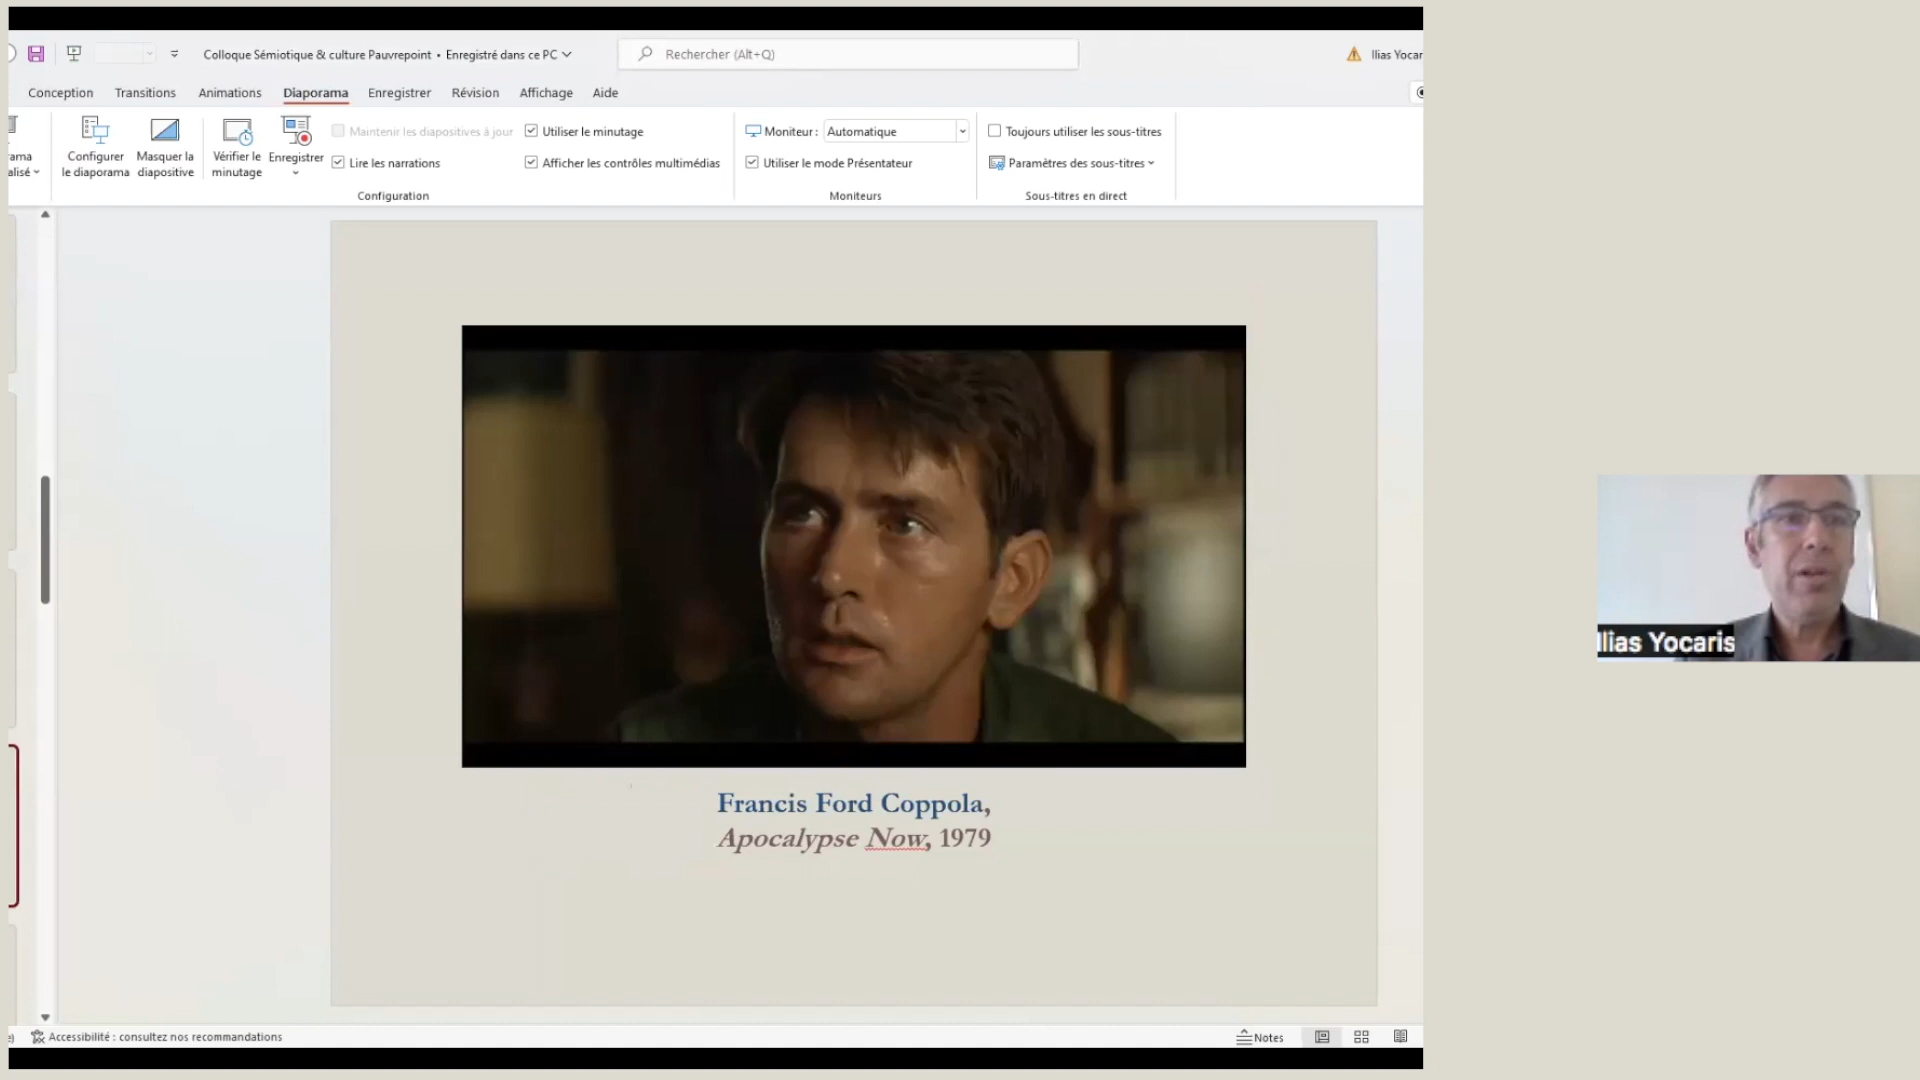 Colloque Sémiotique & culture Pauvrepoint • Enregistré dans ce PC
Rechercher (Alt+Q)
Ilias Yocar
Conception
Transitions
Animations
Diaporama
Enregistrer
Révision
Affichage
Aide
rama
alisé
Configurer
le diaporama
Masquer la
diapositive
Vérifier le
minutage
Enregistrer
Maintenir les diapositives à jour
Lire les narrations
Utiliser le minutage
Afficher les contrôles multimédias
Configuration
Moniteur :
Automatique
Utiliser le mode Présentateur
Moniteurs
Toujours utiliser les sous-titres
Paramètres des sous-titres
Sous-titres en direct
Francis Ford Coppola,
Apocalypse Now, 1979
Ilias Yocaris
Accessibilité : consultez nos recommandations
Notes